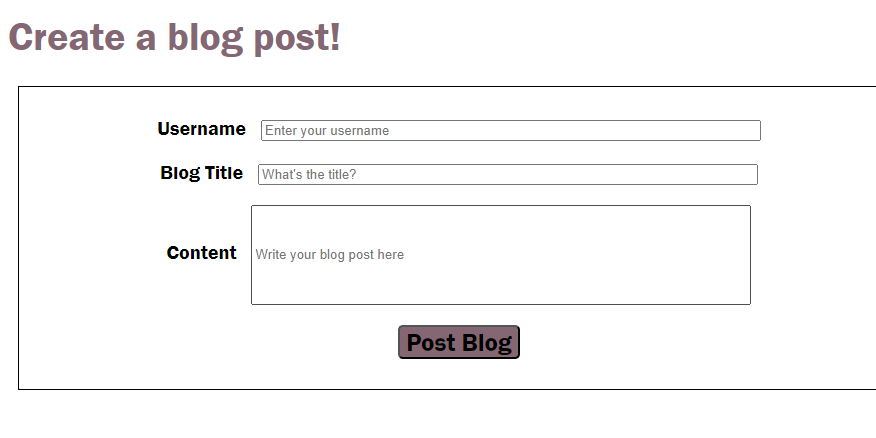 Create a blog post!
Username Enter your username
Blog Title What's the title?
Content Write your blog post here
Post Blog